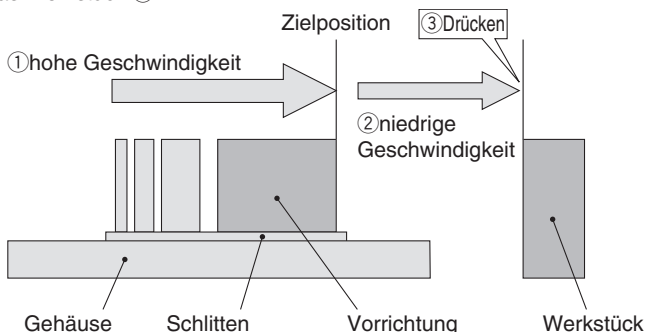 Zielposition
③Drücken
①hohe Geschwindigkeit
②niedrige
Geschwindigkeit
Gehäuse
Schlitten
Vorrichtung
Werkstück